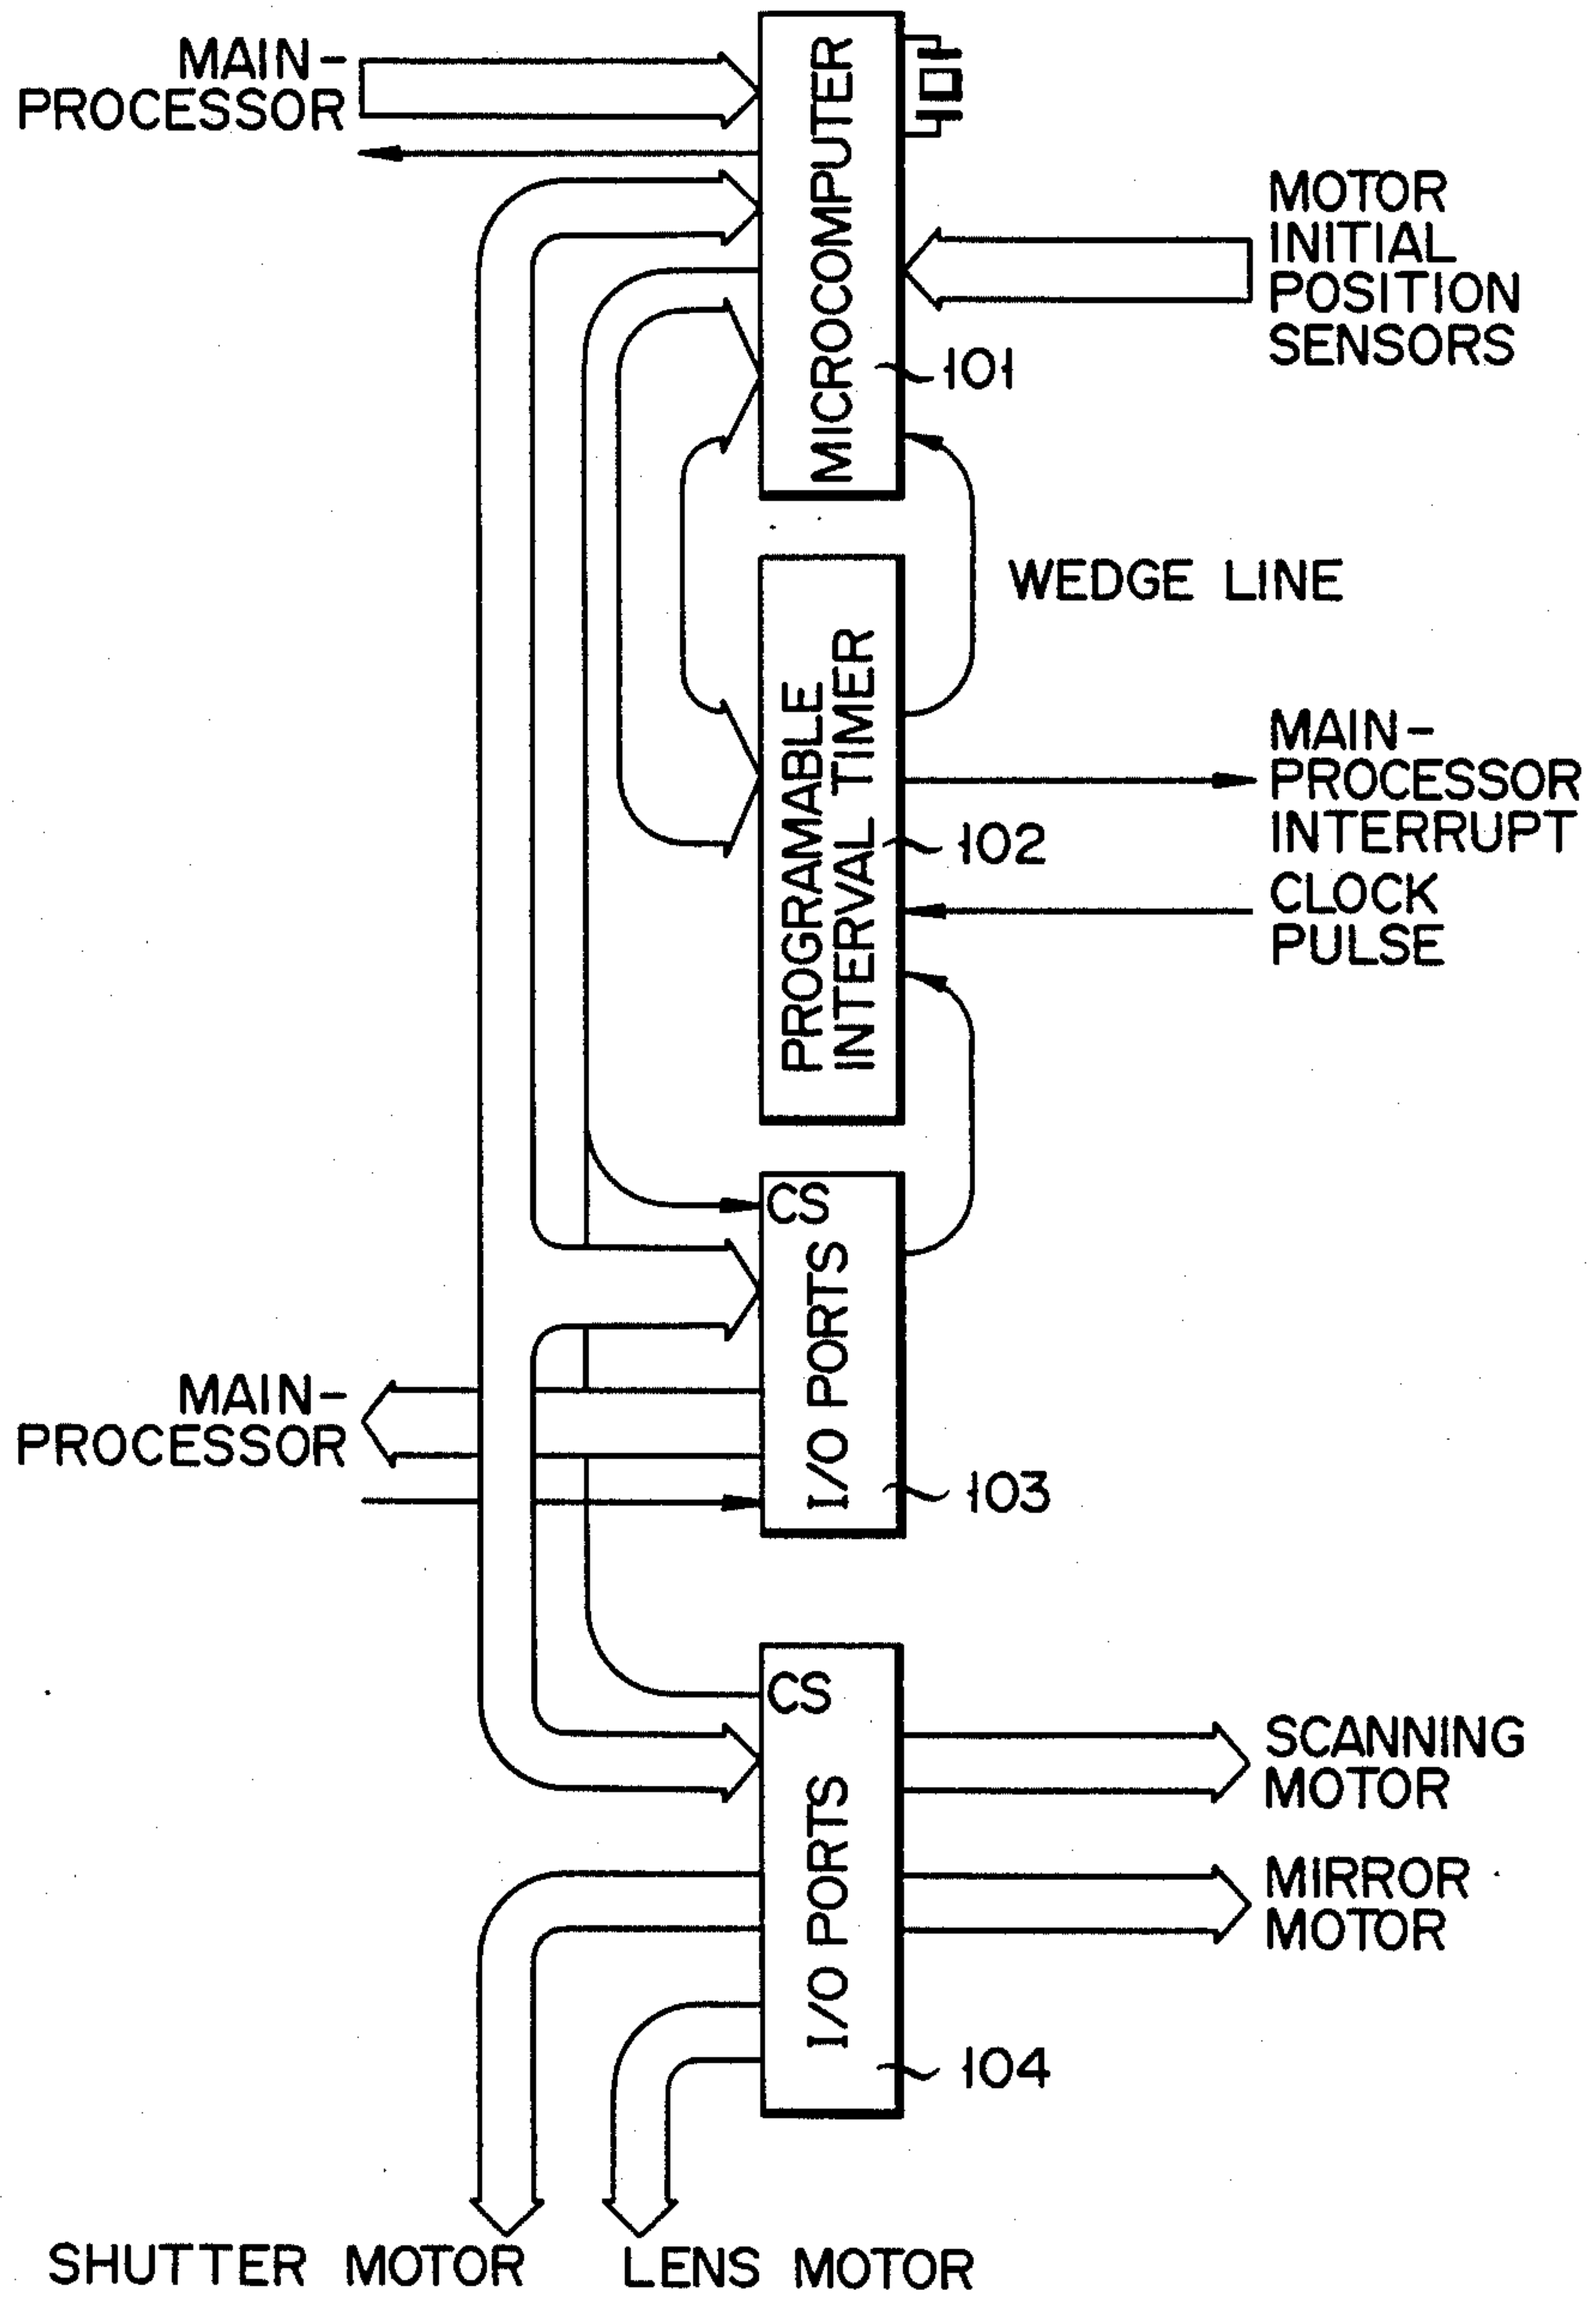 MAIN-
PROCESSOR
MICROCOMPUTER
101
MOTOR
INITIAL
POSITION
SENSORS
WEDGE LINE
PROGRAMABLE
INTERVAL TIMER
102
MAIN-
PROCESSOR
INTERRUPT
CLOCK
PULSE
CS
I/O PORTS
103
MAIN-
PROCESSOR
CS
I/O PORTS
104
SCANNING
MOTOR
MIRROR
MOTOR
SHUTTER MOTOR
LENS MOTOR